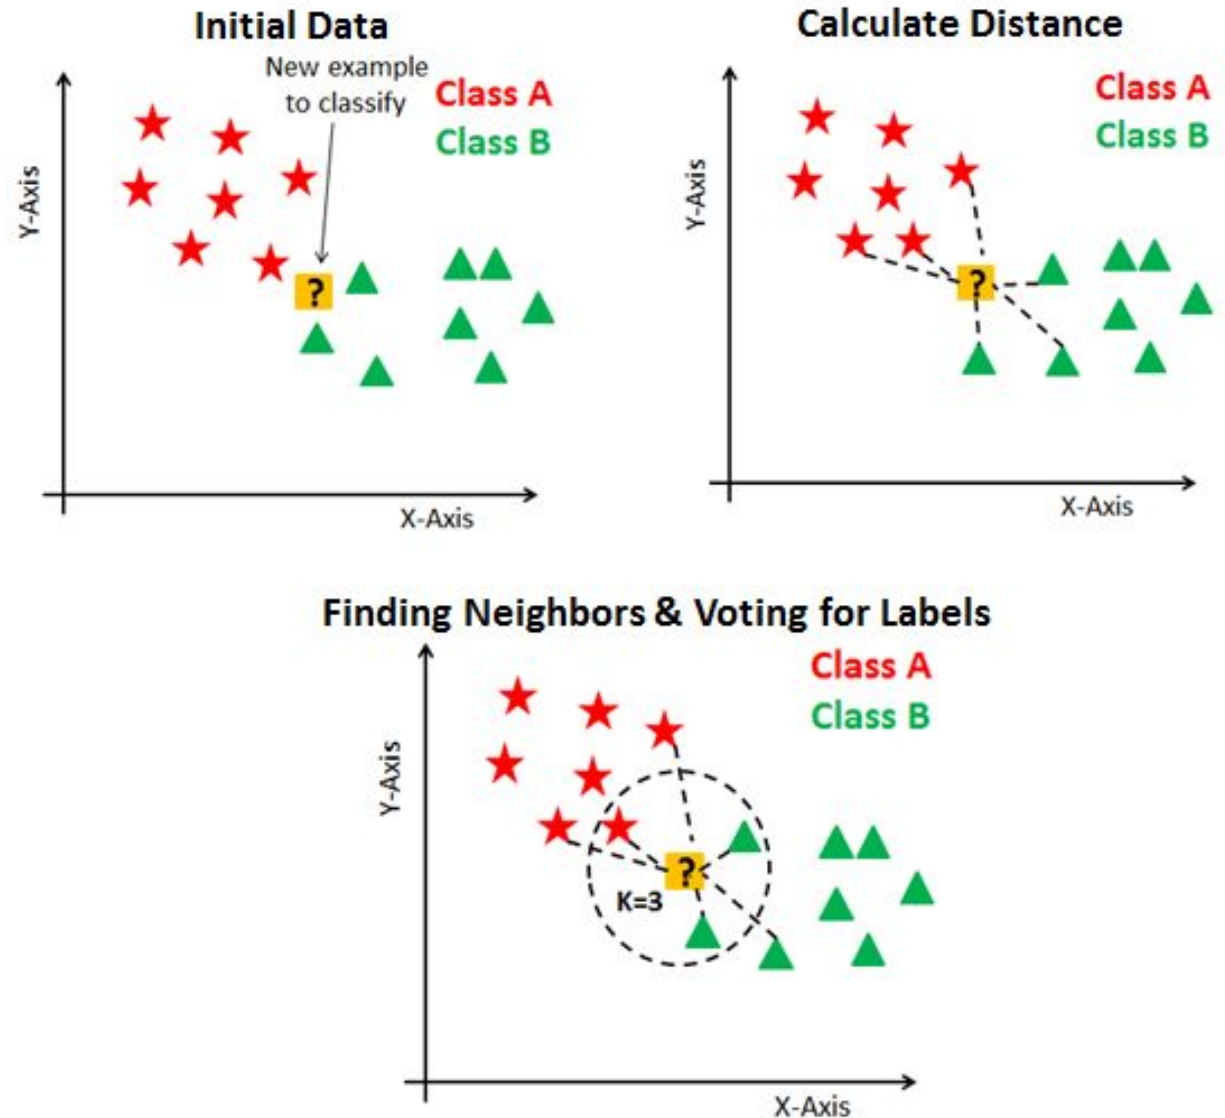 Initial Data
New example
to classify
Class A
Class B
Y-Axis
?
X-Axis
Calculate Distance
Class A
Class B
Y-Axis
?
X-Axis
Finding Neighbors & Voting for Labels
Class A
Class B
Y-Axis
?
K=3
X-Axis